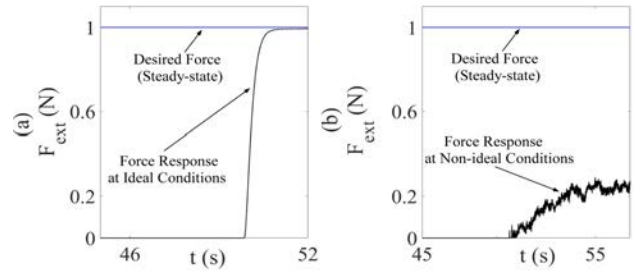 1
0.6
0.2
0
(a)
F_ext (N)
Desired Force
(Steady-state)
Force Response
at Ideal Conditions
46
t (s)
52
1
0.6
0.2
0
(b)
F_ext (N)
Desired Force
(Steady-state)
Force Response
at Non-ideal Conditions
45
t (s)
55